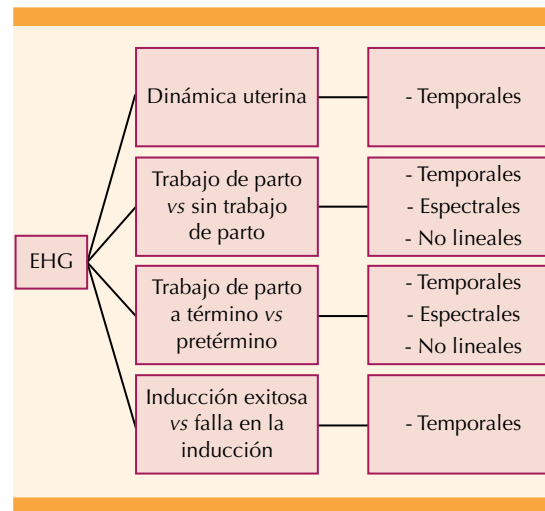 EHG
Dinámica uterina
- Temporales
Trabajo de parto
vs sin trabajo
de parto
- Temporales
- Espectrales
- No lineales
Trabajo de parto
a término vs
pretérmino
- Temporales
- Espectrales
- No lineales
Inducción exitosa
vs falla en la
inducción
- Temporales